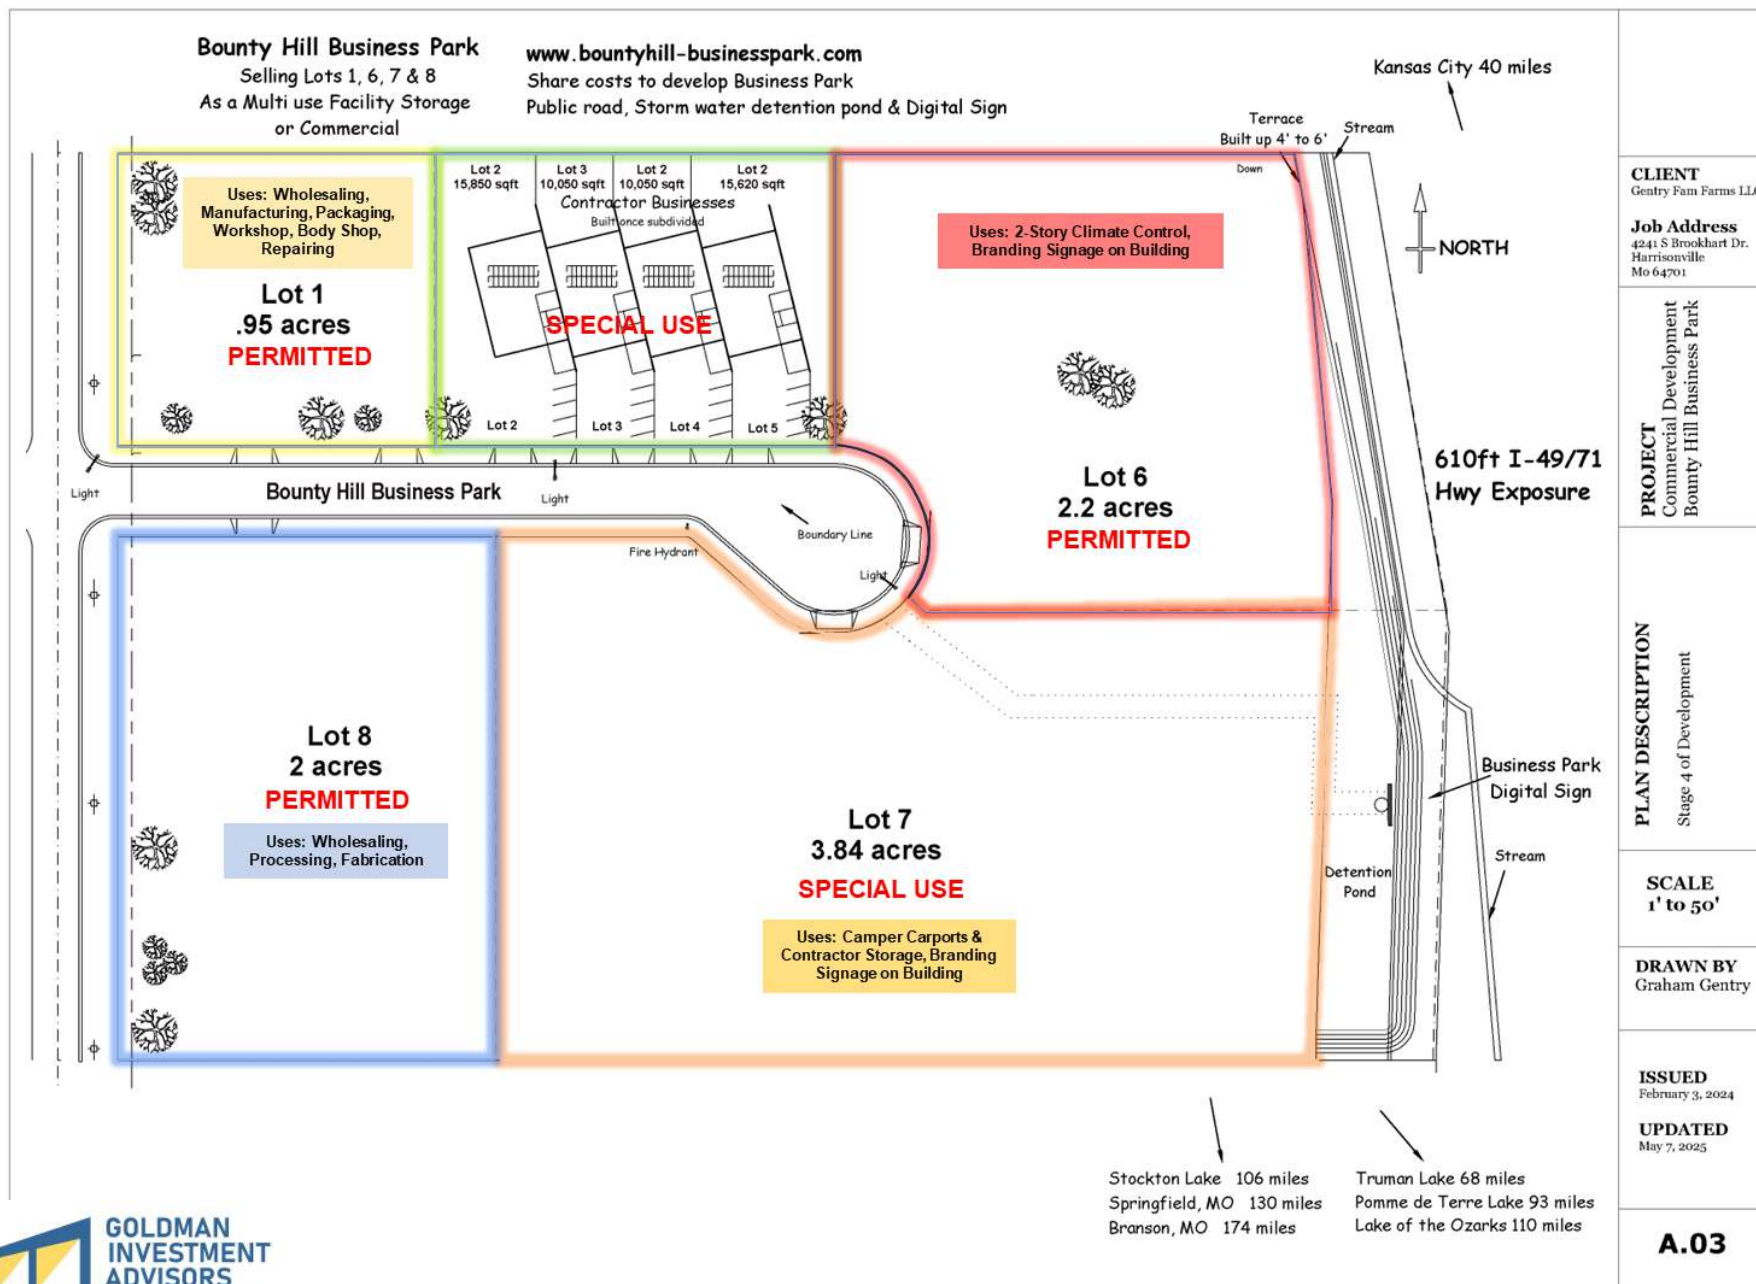 Bounty Hill Business Park
Selling Lots 1, 6, 7 & 8
As a Multi use Facility Storage
or Commercial
www.bountyhill-businesspark.com
Share costs to develop Business Park
Public road, Storm water detention pond & Digital Sign
Kansas City 40 miles
Terrace
Built up 4' to 6'
Down
Stream
NORTH
Uses: Wholesaling,
Manufacturing, Packaging,
Workshop, Body Shop,
Repairing
Lot 1
.95 acres
PERMITTED
Lot 2
15,850 sqft
Lot 3
10,050 sqft
Lot 2
10,050 sqft
Lot 2
15,620 sqft
Contractor Businesses
Built once subdivided
SPECIAL USE
Lot 2
Lot 3
Lot 4
Lot 5
Uses: 2-Story Climate Control,
Branding Signage on Building
Lot 6
2.2 acres
PERMITTED
610ft I-49/71
Hwy Exposure
Light
Bounty Hill Business Park
Light
Boundary Line
Fire Hydrant
Light
Lot 8
2 acres
PERMITTED
Uses: Wholesaling,
Processing, Fabrication
Lot 7
3.84 acres
SPECIAL USE
Uses: Camper Carports &
Contractor Storage, Branding
Signage on Building
Business Park
Digital Sign
Stream
Detention
Pond
Stockton Lake 106 miles
Springfield, MO 130 miles
Branson, MO 174 miles
Truman Lake 68 miles
Pomme de Terre Lake 93 miles
Lake of the Ozarks 110 miles
CLIENT
Gentry Fam Farms LLC
Job Address
4241 S Brookhart Dr.
Harrisonville
Mo 64701
PROJECT
Commercial Development
Bounty Hill Business Park
PLAN DESCRIPTION
Stage 4 of Development
SCALE
1' to 50'
DRAWN BY
Graham Gentry
ISSUED
February 3, 2024
UPDATED
May 7, 2025
A.03
GOLDMAN
INVESTMENT
ADVISORS